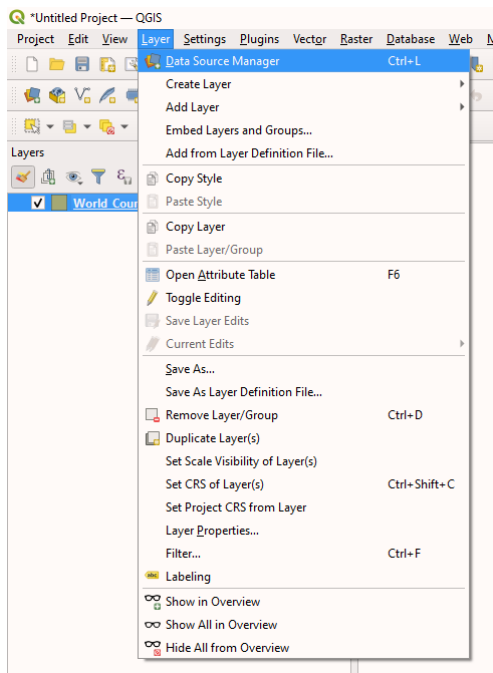 *Untitled Project — QGIS
Project Edit View Layer Settings Plugins Vector Raster Database Web
Data Source Manager Ctrl+L
Create Layer
Add Layer
Embed Layers and Groups...
Add from Layer Definition File...
Layers
Copy Style
Paste Style
World Cour
Copy Layer
Paste Layer/Group
Open Attribute Table F6
Toggle Editing
Save Layer Edits
Current Edits
Save As...
Save As Layer Definition File...
Remove Layer/Group Ctrl+D
Duplicate Layer(s)
Set Scale Visibility of Layer(s)
Set CRS of Layer(s) Ctrl+Shift+C
Set Project CRS from Layer
Layer Properties...
Filter... Ctrl+F
abc Labeling
Show in Overview
Show All in Overview
Hide All from Overview